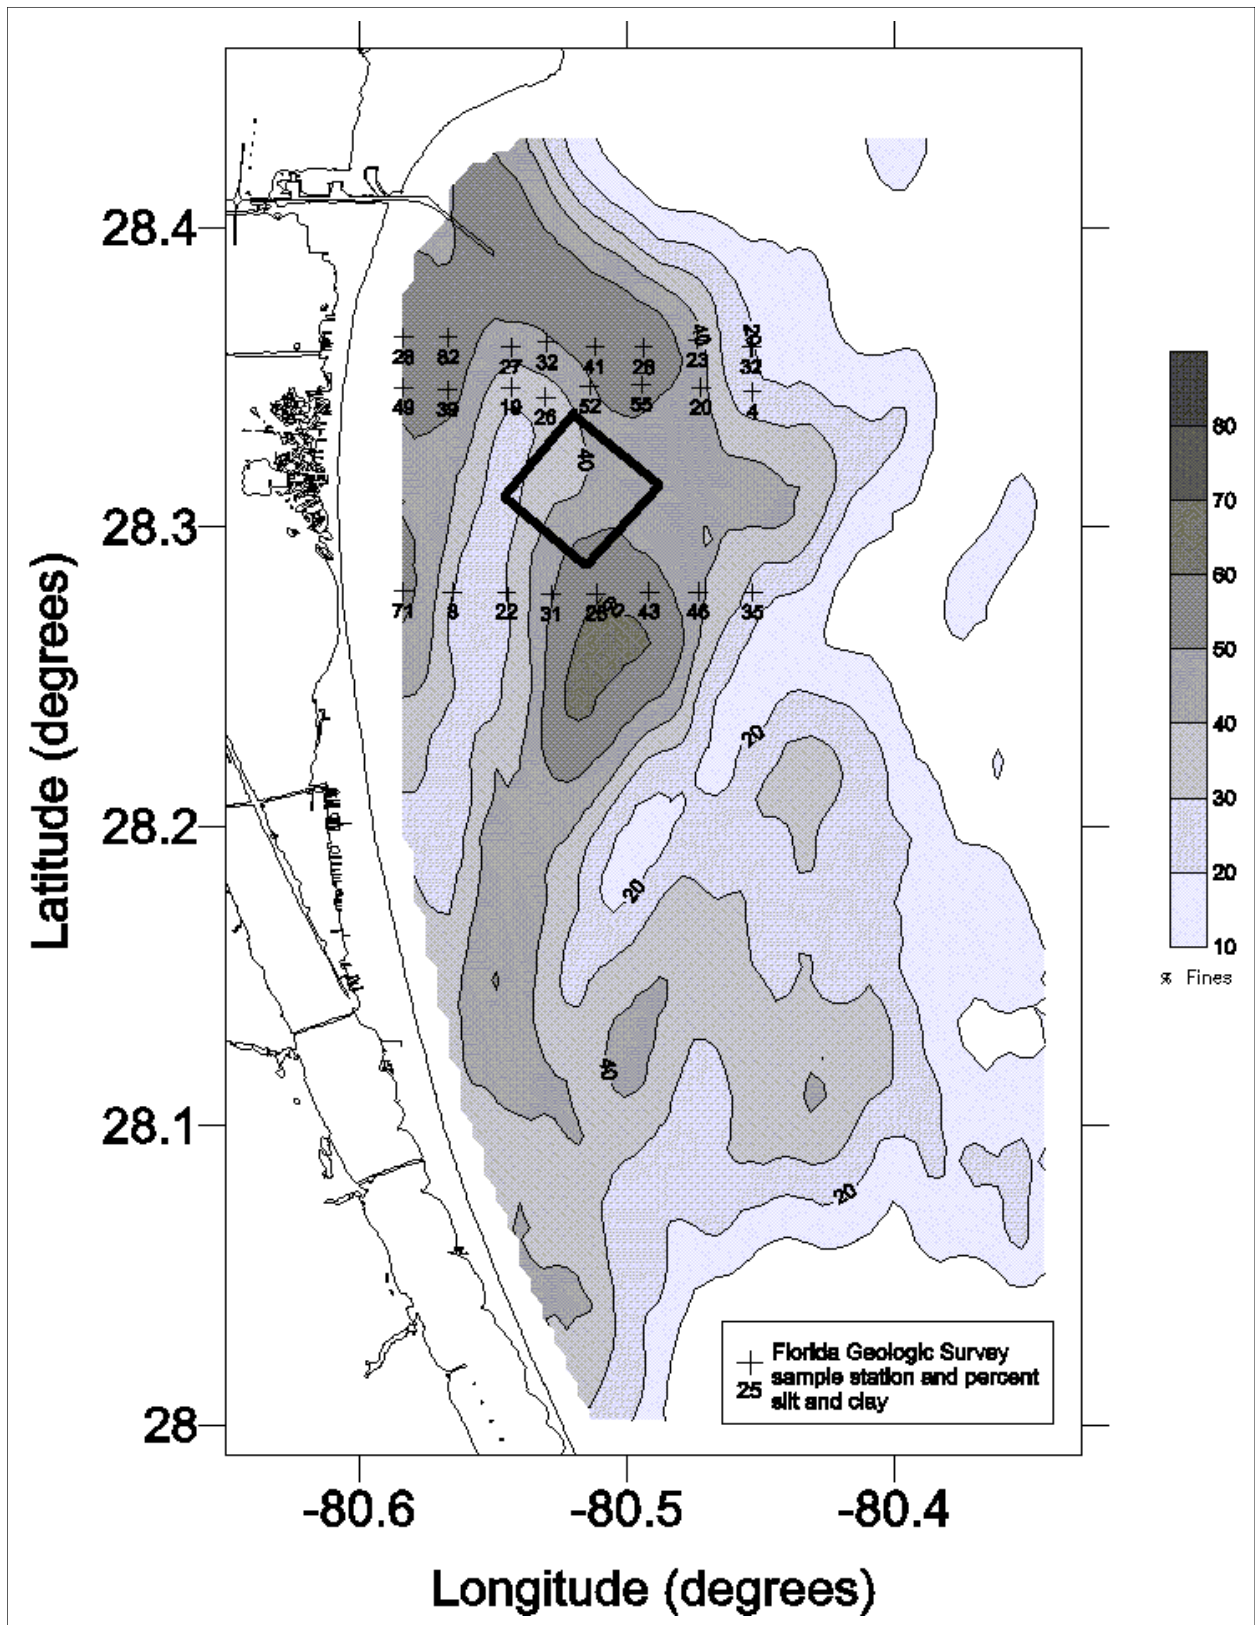 28.4
28.3
28.2
28.1
28
Latitude (degrees)
40
20
28 82 27 32 41 28 23 32
49 39 19 26 52 55 20 4
40
71 8 22 31 25 43 46 35
20
20
40
20
80
70
60
50
40
30
20
10
% Fines
Florida Geologic Survey
sample station and percent
silt and clay
25
-80.6 -80.5 -80.4
Longitude (degrees)